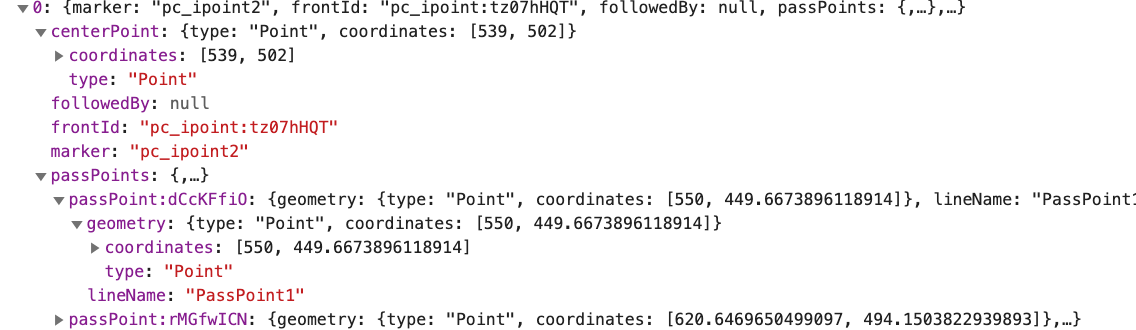 0: {marker: "pc_ipoint2", frontId: "pc_ipoint:tz07hHQT", followedBy: null, passPoints: {,…},…}
centerPoint: {type: "Point", coordinates: [539, 502]}
coordinates: [539, 502]
type: "Point"
followedBy: null
frontId: "pc_ipoint:tz07hHQT"
marker: "pc_ipoint2"
passPoints: {,…}
passPoint:dCcKFfiO: {geometry: {type: "Point", coordinates: [550, 449.6673896118914]}, lineName: "PassPoint1
geometry: {type: "Point", coordinates: [550, 449.6673896118914]}
coordinates: [550, 449.6673896118914]
type: "Point"
lineName: "PassPoint1"
passPoint:rMGfwICN: {geometry: {type: "Point", coordinates: [620.6469650499097, 494.1503822939893]},…}